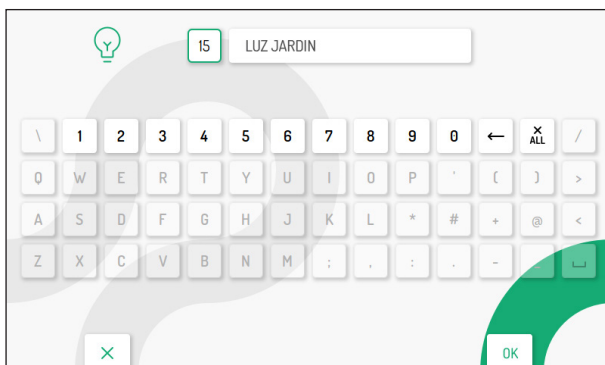 15 LUZ JARDIN
\ 1 2 3 4 5 6 7 8 9 0 ← × ALL /
Q W E R T Y U I O P ' ( ) >
A S D F G H J K L * # + @ <
Z X C V B N M ; , : . - _ ⌴
× OK